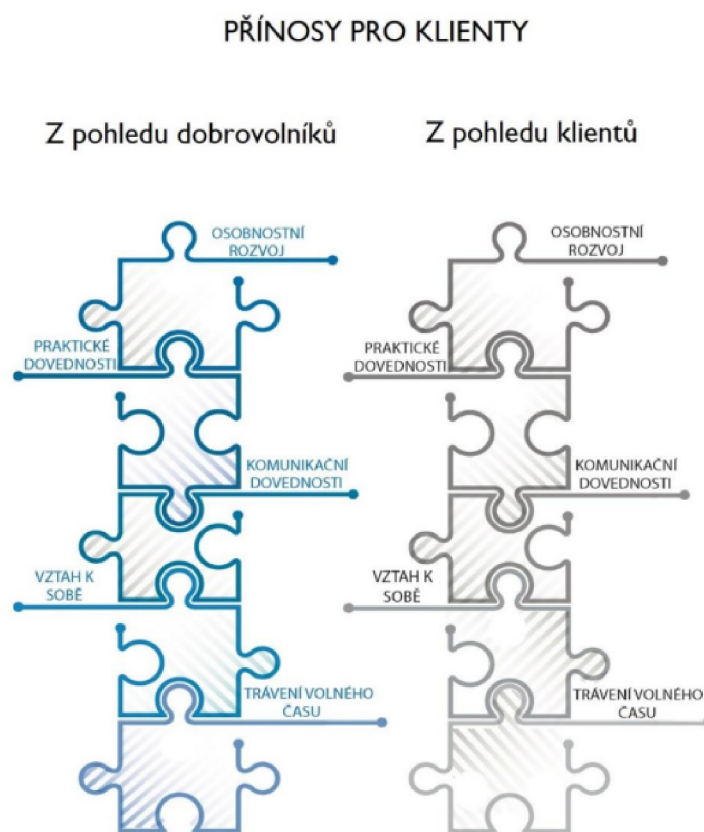 PŘÍNOSY PRO KLIENTY
Z pohledu dobrovolníků
OSOBNOSTNÍ
ROZVOJ
PRAKTICKÉ
DOVEDNOSTI
KOMUNIKAČNÍ
DOVEDNOSTI
VZTAH K
SOBĚ
TRÁVENÍ VOLNÉHO
ČASU
Z pohledu klientů
OSOBNOSTNÍ
ROZVOJ
PRAKTICKÉ
DOVEDNOSTI
KOMUNIKAČNÍ
DOVEDNOSTI
VZTAH K
SOBĚ
TRÁVENÍ VOLNÉHO
ČASU